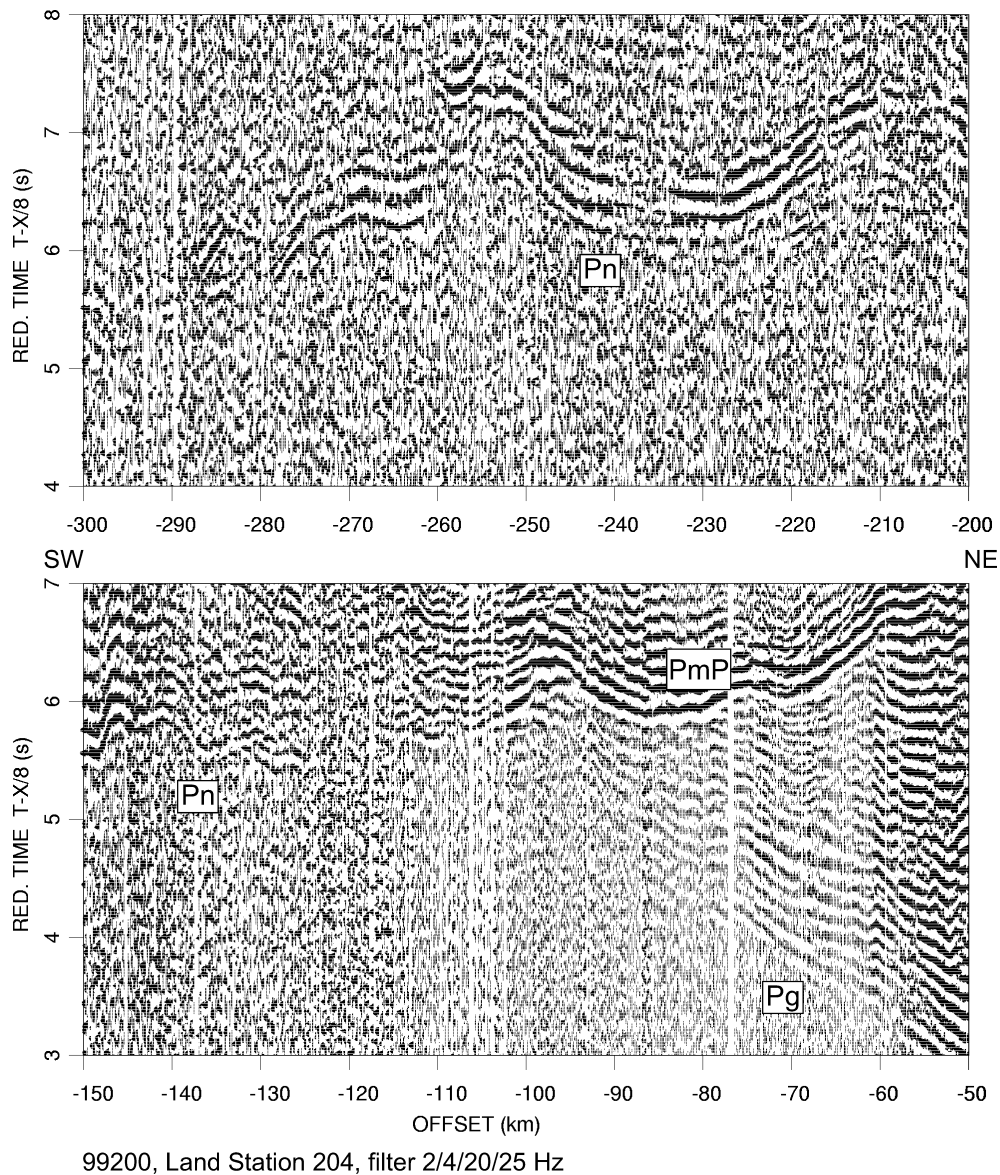 8
7
6
5
4
RED. TIME T-X/8 (s)
Pn
-300 -290 -280 -270 -260 -250 -240 -230 -220 -210 -200
SW NE
7
6
5
4
3
RED. TIME T-X/8 (s)
PmP
Pn
Pg
-150 -140 -130 -120 -110 -100 -90 -80 -70 -60 -50
OFFSET (km)
99200, Land Station 204, filter 2/4/20/25 Hz